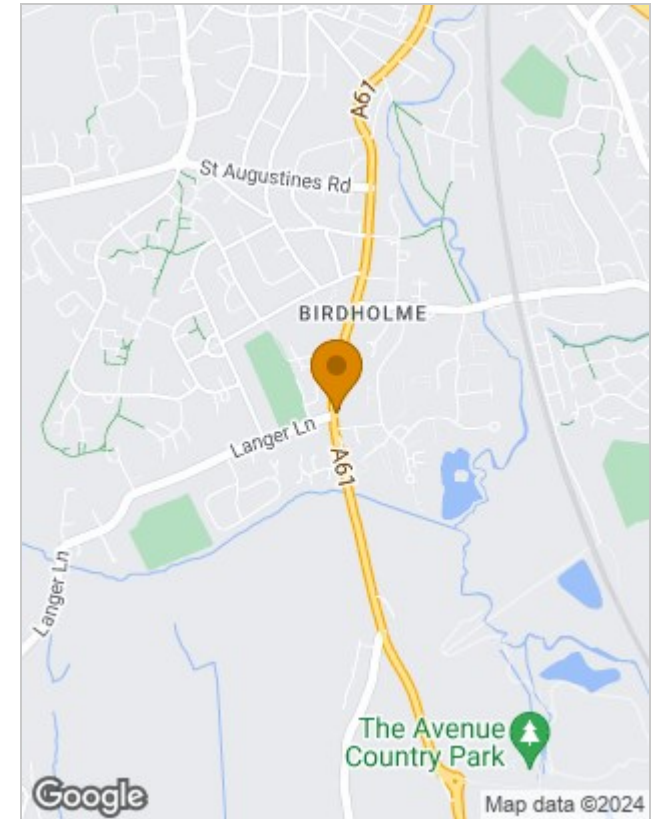 A61
St Augustines Rd
BIRDHOLME
Langer Ln
A61
Langer Ln
The Avenue
Country Park
Google
Map data ©2024